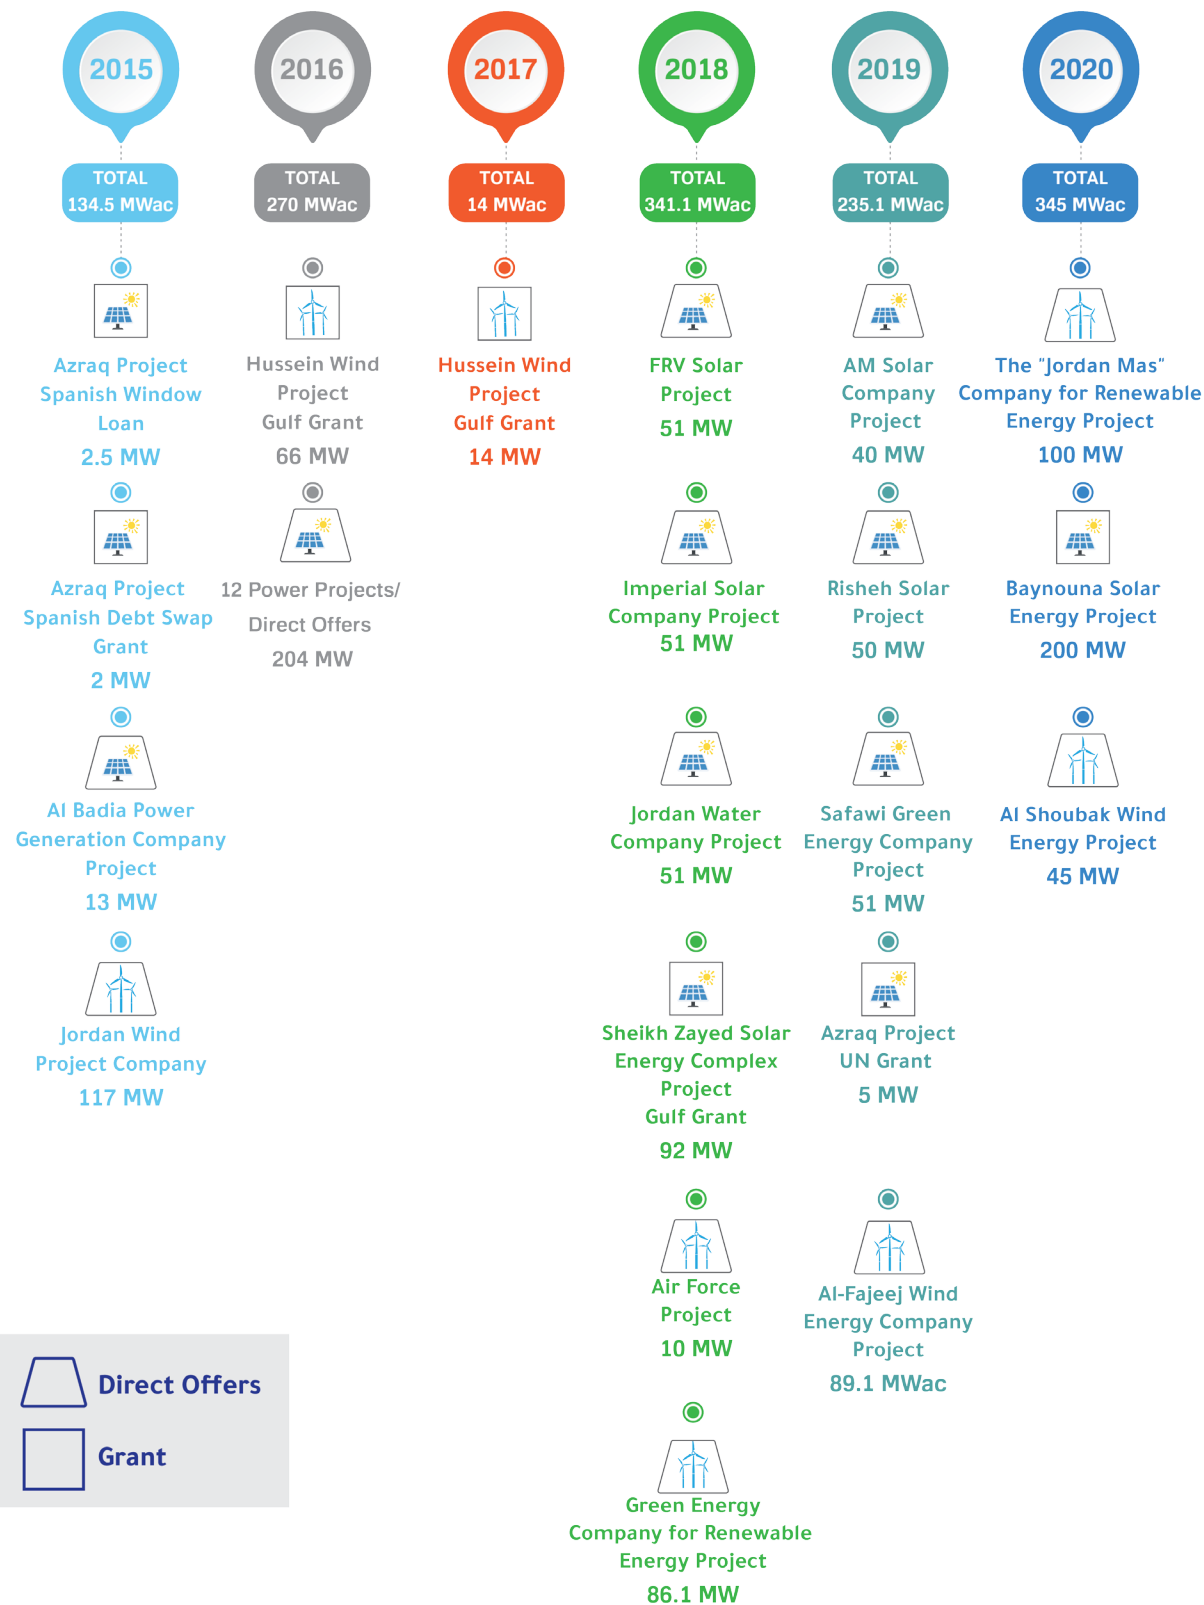 2015
TOTAL
134.5 MWac
Azraq Project
Spanish Window
Loan
2.5 MW
Azraq Project
Spanish Debt Swap
Grant
2 MW
Al Badia Power
Generation Company
Project
13 MW
Jordan Wind
Project Company
117 MW
2016
TOTAL
270 MWac
Hussein Wind
Project
Gulf Grant
66 MW
12 Power Projects/
Direct Offers
204 MW
2017
TOTAL
14 MWac
Hussein Wind
Project
Gulf Grant
14 MW
2018
TOTAL
341.1 MWac
FRV Solar
Project
51 MW
Imperial Solar
Company Project
51 MW
Jordan Water
Company Project
51 MW
Sheikh Zayed Solar
Energy Complex
Project
Gulf Grant
92 MW
Air Force
Project
10 MW
Green Energy
Company for Renewable
Energy Project
86.1 MW
2019
TOTAL
235.1 MWac
AM Solar
Company
Project
40 MW
Risheh Solar
Project
50 MW
Safawi Green
Energy Company
Project
51 MW
Azraq Project
UN Grant
5 MW
Al-Fajeej Wind
Energy Company
Project
89.1 MWac
2020
TOTAL
345 MWac
The "Jordan Mas"
Company for Renewable
Energy Project
100 MW
Baynouna Solar
Energy Project
200 MW
Al Shoubak Wind
Energy Project
45 MW
Direct Offers
Grant